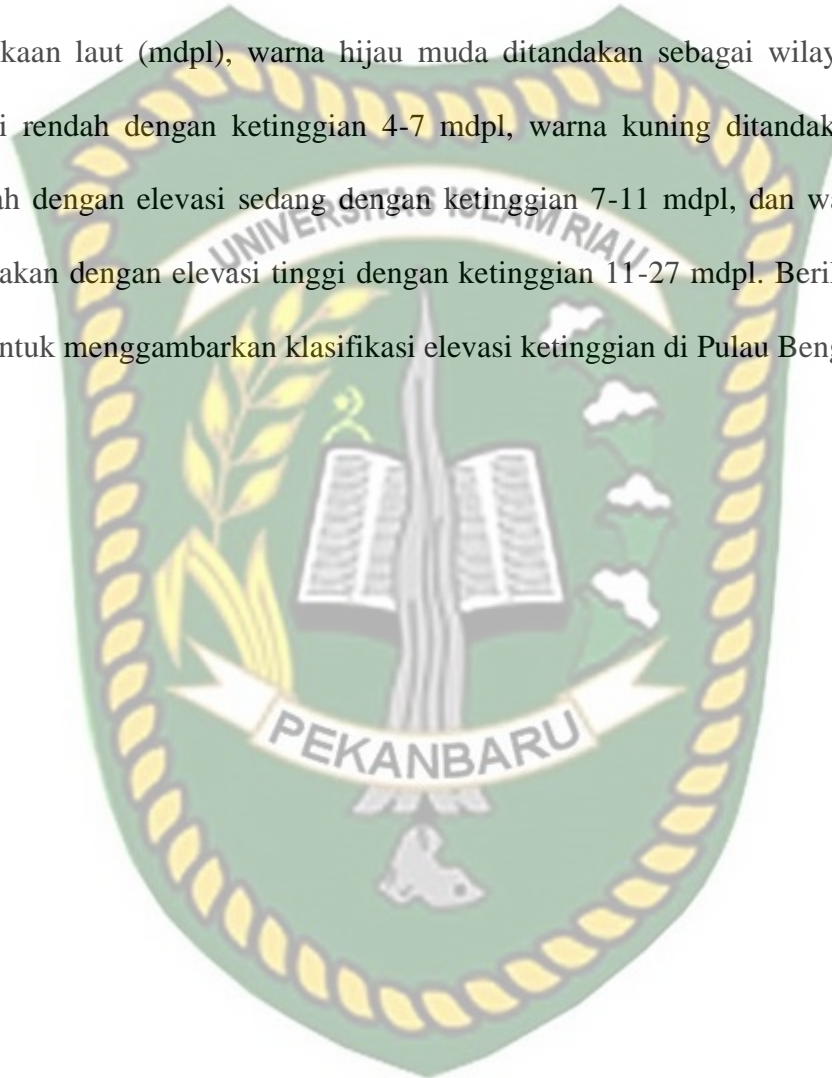 kaan laut (mdpl), warna hijau muda ditandakan sebagai wilay
i rendah dengan ketinggian 4-7 mdpl, warna kuning ditandak
ah dengan elevasi sedang dengan ketinggian 7-11 mdpl, dan wa
akan dengan elevasi tinggi dengan ketinggian 11-27 mdpl. Beri
ntuk menggambarkan klasifikasi elevasi ketinggian di Pulau Beng
UNIVERSITAS ISLAM RIAU
PEKANBARU